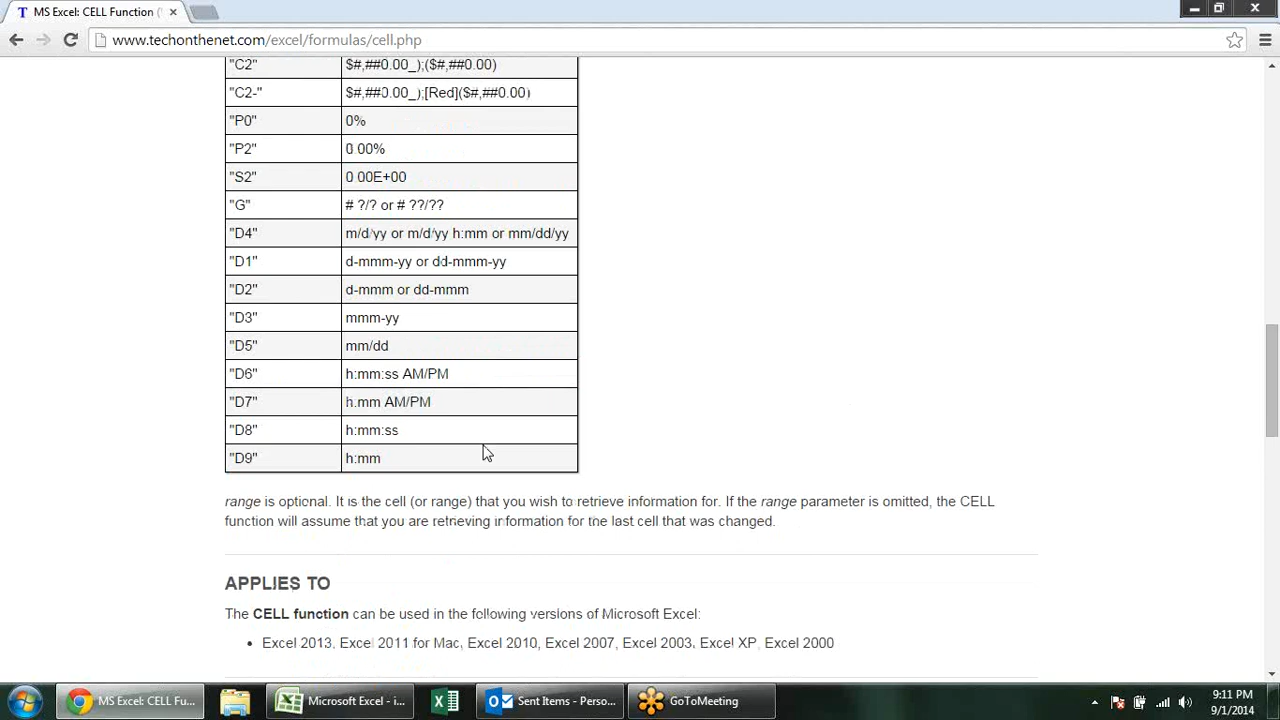 MS Excel: CELL Function (
www.techonthenet.com/excel/formulas/cell.php
"C2" $#,##0.00_);($#,##0.00)
"C2-" $#,##0.00_);[Red]($#,##0.00)
"P0" 0%
"P2" 0 00%
"S2" 0 00E+00
"G" # ?/? or # ??/??
"D4" m/d/yy or m/d/yy h:mm or mm/dd/yy
"D1" d-mmm-yy or dd-mmm-yy
"D2" d-mmm or dd-mmm
"D3" mmm-yy
"D5" mm/dd
"D6" h:mm:ss AM/PM
"D7" h.mm AM/PM
"D8" h:mm:ss
"D9" h:mm
range is optional. It is the cell (or range) that you wish to retrieve information for. If the range parameter is omitted, the CELL
function will assume that you are retrieving information for the last cell that was changed.
APPLIES TO
The CELL function can be used in the following versions of Microsoft Excel:
• Excel 2013, Excel 2011 for Mac, Excel 2010, Excel 2007, Excel 2003, Excel XP, Excel 2000
MS Excel: CELL Fu... Microsoft Excel - i... Sent Items - Perso... GoToMeeting 9:11 PM
9/1/2014